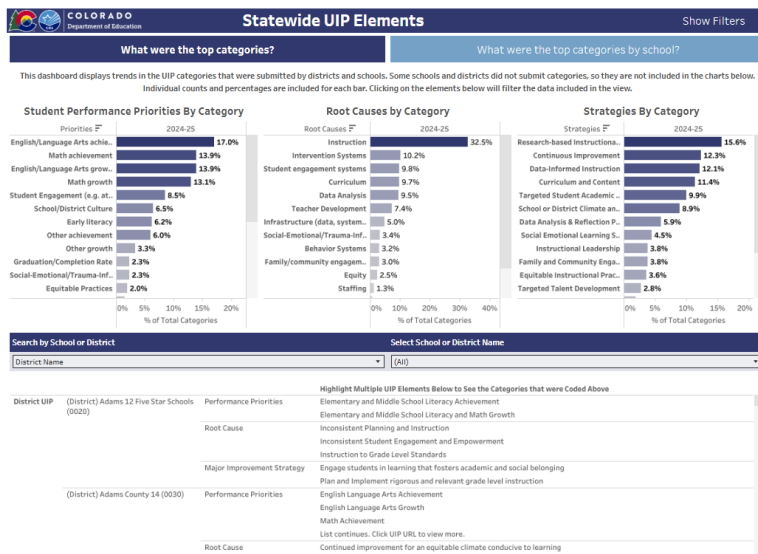 COLORADO
Department of Education
Statewide UIP Elements
Show Filters
What were the top categories?
What were the top categories by school?
This dashboard displays trends in the UIP categories that were submitted by districts and schools. Some schools and districts did not submit categories, so they are not included in the charts below.
Individual counts and percentages are included for each bar. Clicking on the elements below will filter the data included in the view.
Student Performance Priorities By Category
Priorities 2024-25
English/Language Arts achie.. 17.0%
Math achievement 13.9%
English/Language Arts grow.. 13.9%
Math growth 13.1%
Student Engagement (e.g. at.. 8.5%
School/District Culture 6.5%
Early literacy 6.2%
Other achievement 6.0%
Other growth 3.3%
Graduation/Completion Rate 2.3%
Social-Emotional/Trauma-Inf.. 2.3%
Equitable Practices 2.0%
0% 5% 10% 15% 20%
% of Total Categories
Root Causes by Category
Root Causes 2024-25
Instruction 32.5%
Intervention Systems 10.2%
Student engagement systems 9.8%
Curriculum 9.7%
Data Analysis 9.5%
Teacher Development 7.4%
Infrastructure (data, system.. 5.0%
Social-Emotional/Trauma-Inf.. 3.4%
Behavior Systems 3.2%
Family/community engagem.. 3.0%
Equity 2.5%
Staffing 1.3%
0% 10% 20% 30% 40%
% of Total Categories
Strategies By Category
Strategies 2024-25
Research-based Instructiona.. 15.6%
Continuous Improvement 12.3%
Data-Informed Instruction 12.1%
Curriculum and Content 11.4%
Targeted Student Academic .. 9.9%
School or District Climate an.. 8.9%
Data Analysis & Reflection P.. 5.9%
Social Emotional Learning S.. 4.5%
Instructional Leadership 3.8%
Family and Community Enga.. 3.8%
Equitable Instructional Prac.. 3.6%
Targeted Talent Development 2.8%
0% 5% 10% 15% 20%
% of Total Categories
Search by School or District
Select School or District Name
District Name
(All)
Highlight Multiple UIP Elements Below to See the Categories that were Coded Above
District UIP (District) Adams 12 Five Star Schools (0020) Performance Priorities Elementary and Middle School Literacy Achievement
Elementary and Middle School Literacy and Math Growth
Root Cause Inconsistent Planning and Instruction
Inconsistent Student Engagement and Empowerment
Instruction to Grade Level Standards
Major Improvement Strategy Engage students in learning that fosters academic and social belonging
Plan and Implement rigorous and relevant grade level instruction
(District) Adams County 14 (0030) Performance Priorities English Language Arts Achievement
English Language Arts Growth
Math Achievement
List continues. Click UIP URL to view more.
Root Cause Continued improvement for an equitable climate conducive to learning